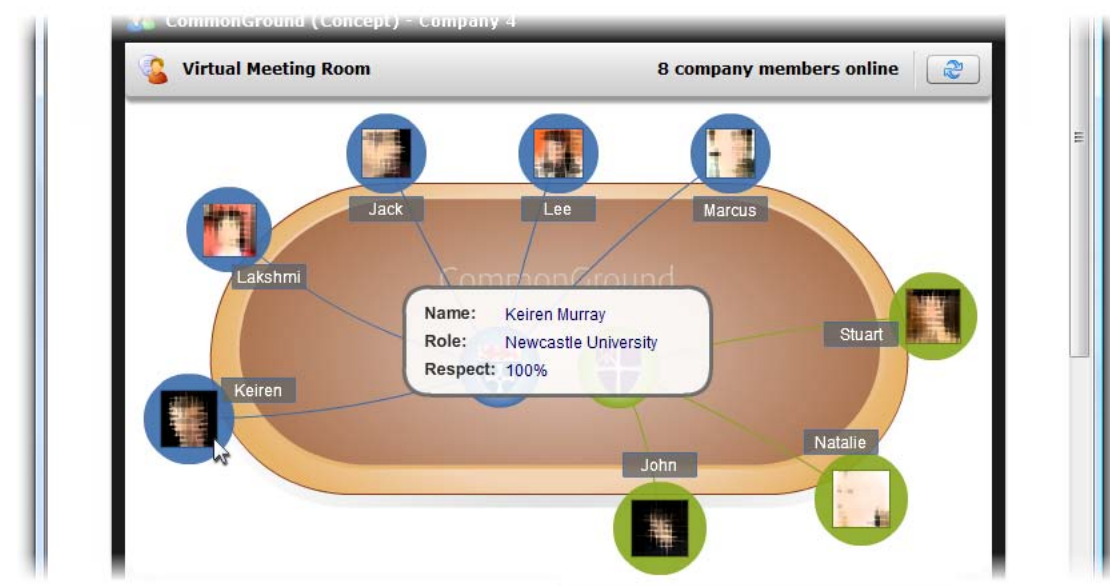 CommonGround (Concept) - Company 4
Virtual Meeting Room
8 company members online
Jack
Lee
Marcus
Lakshmi
CommonGround
Name: Keiren Murray
Role: Newcastle University
Respect: 100%
Stuart
Keiren
Natalie
John